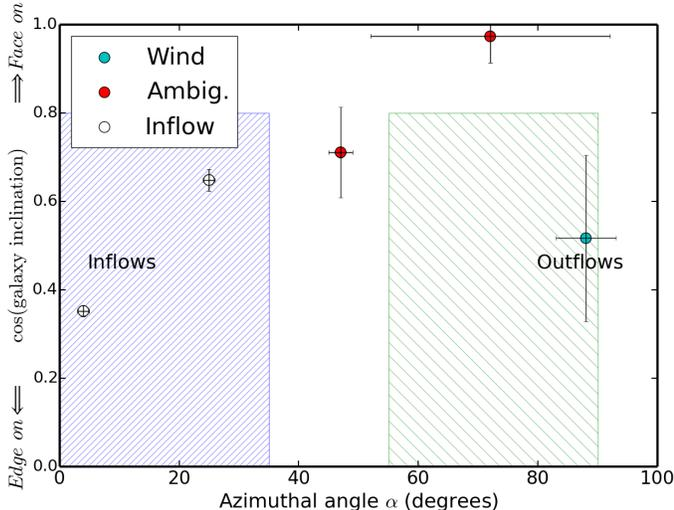 Edge on ⟸ cos(galaxy inclination) ⟹ Face on
1.0
0.8
0.6
0.4
0.2
0.0
Wind
Ambig.
Inflow
Inflows
Outflows
0 20 40 60 80 100
Azimuthal angle α (degrees)